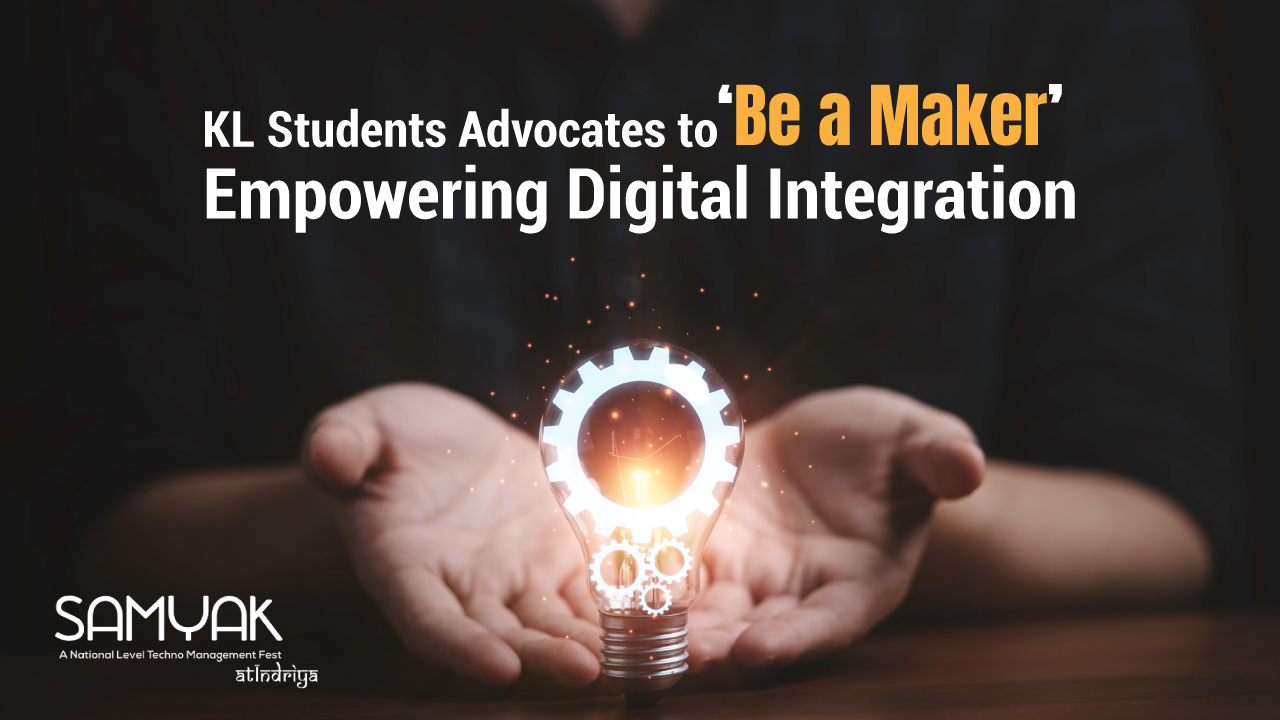 KL Students Advocates to ‘Be a Maker’
Empowering Digital Integration
SAMYAK
A National Level Techno Management Fest
atIndriya